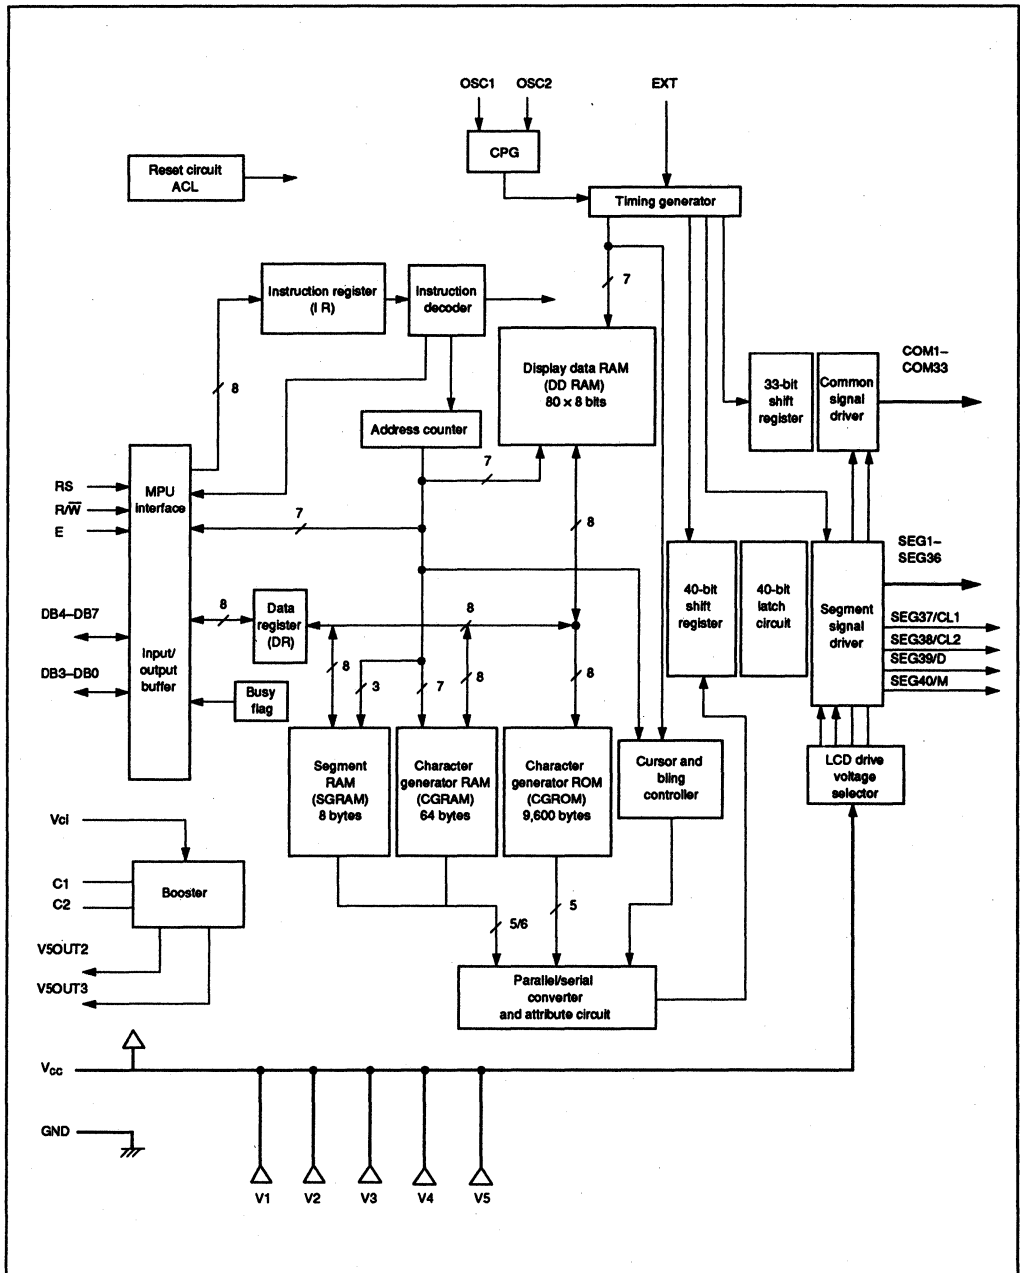 OSC1 OSC2 EXT
CPG
Reset circuit
ACL
Timing generator
7
Instruction register
(I R)
Instruction
decoder
8
Display data RAM
(DD RAM)
80 × 8 bits
COM1–
COM33
33-bit
shift
register
Common
signal
driver
Address counter
7
RS
R/W̅
E
MPU
interface
7
8
SEG1–
SEG36
40-bit
shift
register
40-bit
latch
circuit
Segment
signal
driver
SEG37/CL1
SEG38/CL2
SEG39/D
SEG40/M
DB4–DB7
DB3–DB0
Input/
output
buffer
8
Data
register
(DR)
8
8
3
7
8
8
Busy
flag
Segment
RAM
(SGRAM)
8 bytes
Character
generator RAM
(CGRAM)
64 bytes
Character
generator ROM
(CGROM)
9,600 bytes
Cursor and
bling
controller
LCD drive
voltage
selector
Vci
C1
C2
Booster
V5OUT2
V5OUT3
5/6
5
Parallel/serial
converter
and attribute circuit
Vcc
GND
V1 V2 V3 V4 V5